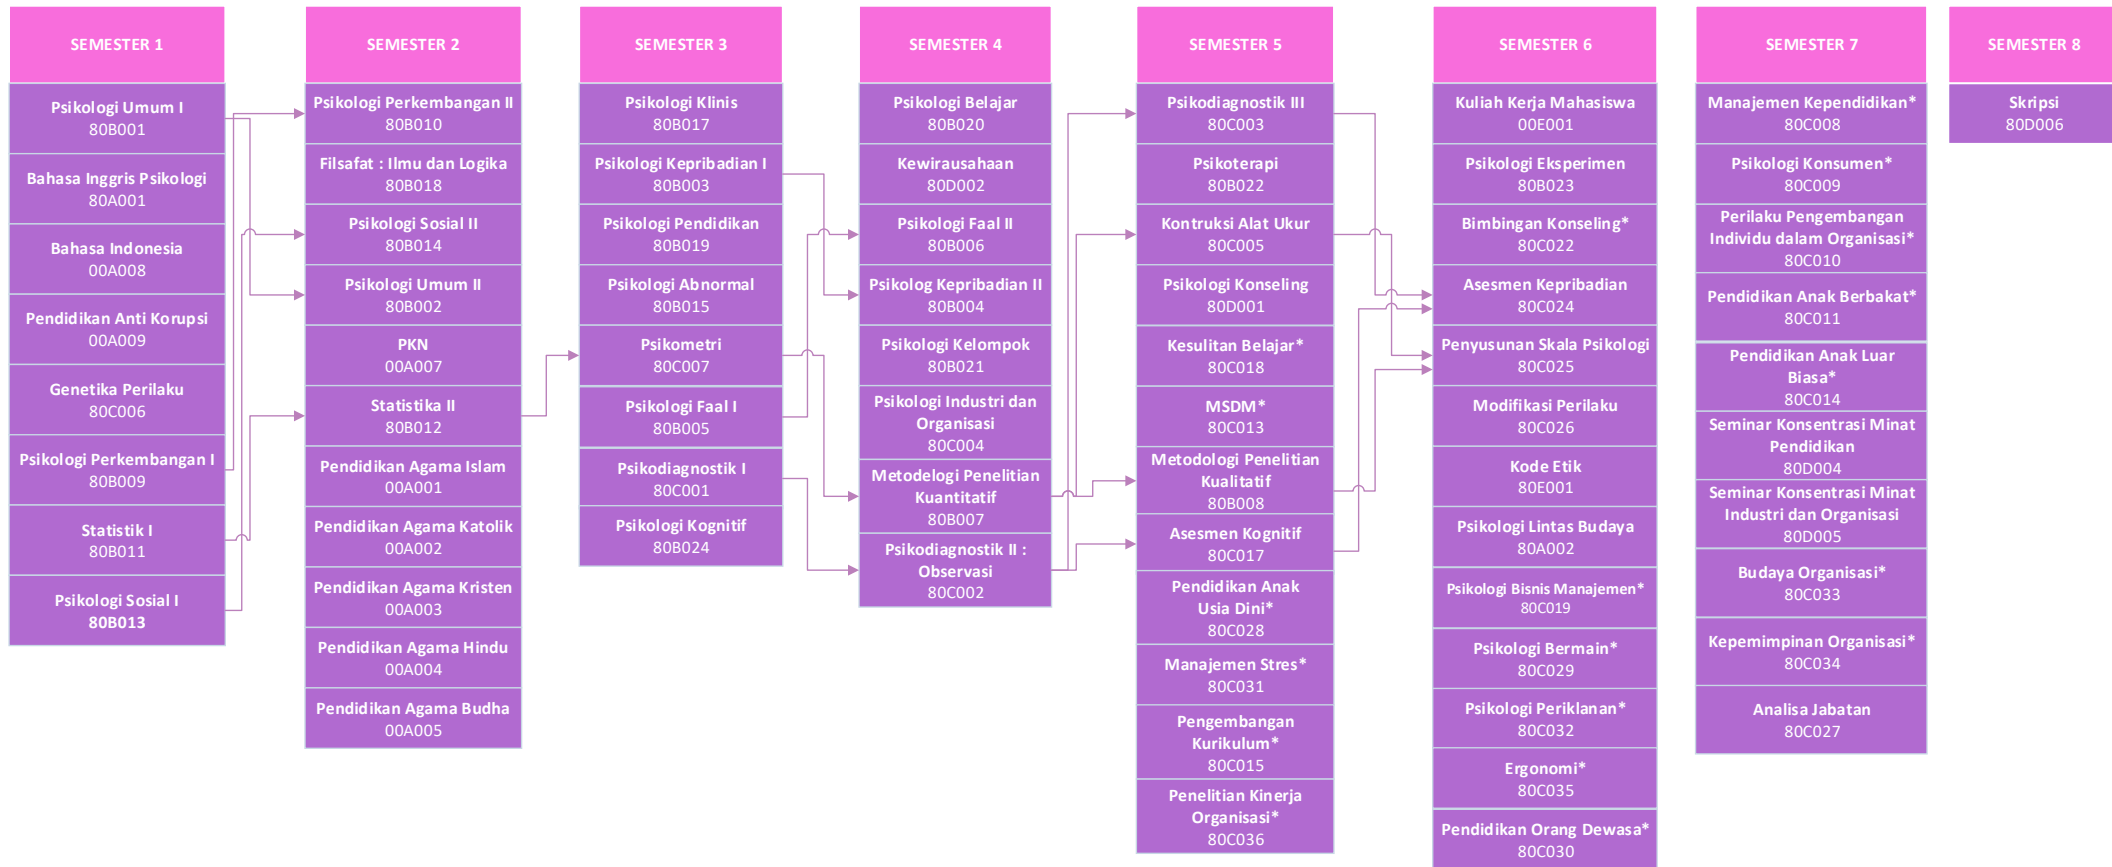 SEMESTER 1
Psikologi Umum I
80B001
Bahasa Inggris Psikologi
80A001
Bahasa Indonesia
00A008
Pendidikan Anti Korupsi
00A009
Genetika Perilaku
80C006
Psikologi Perkembangan I
80B009
Statistik I
80B011
Psikologi Sosial I
80B013
SEMESTER 2
Psikologi Perkembangan II
80B010
Filsafat : Ilmu dan Logika
80B018
Psikologi Sosial II
80B014
Psikologi Umum II
80B002
PKN
00A007
Statistika II
80B012
Pendidikan Agama Islam
00A001
Pendidikan Agama Katolik
00A002
Pendidikan Agama Kristen
00A003
Pendidikan Agama Hindu
00A004
Pendidikan Agama Budha
00A005
SEMESTER 3
Psikologi Klinis
80B017
Psikologi Kepribadian I
80B003
Psikologi Pendidikan
80B019
Psikologi Abnormal
80B015
Psikometri
80C007
Psikologi Faal I
80B005
Psikodiagnostik I
80C001
Psikologi Kognitif
80B024
SEMESTER 4
Psikologi Belajar
80B020
Kewirausahaan
80D002
Psikologi Faal II
80B006
Psikolog Kepribadian II
80B004
Psikologi Kelompok
80B021
Psikologi Industri dan
Organisasi
80C004
Metodelogi Penelitian
Kuantitatif
80B007
Psikodiagnostik II :
Observasi
80C002
SEMESTER 5
Psikodiagnostik III
80C003
Psikoterapi
80B022
Kontruksi Alat Ukur
80C005
Psikologi Konseling
80D001
Kesulitan Belajar*
80C018
MSDM*
80C013
Metodologi Penelitian
Kualitatif
80B008
Asesmen Kognitif
80C017
Pendidikan Anak
Usia Dini*
80C028
Manajemen Stres*
80C031
Pengembangan
Kurikulum*
80C015
Penelitian Kinerja
Organisasi*
80C036
SEMESTER 6
Kuliah Kerja Mahasiswa
00E001
Psikologi Eksperimen
80B023
Bimbingan Konseling*
80C022
Asesmen Kepribadian
80C024
Penyusunan Skala Psikologi
80C025
Modifikasi Perilaku
80C026
Kode Etik
80E001
Psikologi Lintas Budaya
80A002
Psikologi Bisnis Manajemen*
80C019
Psikologi Bermain*
80C029
Psikologi Periklanan*
80C032
Ergonomi*
80C035
Pendidikan Orang Dewasa*
80C030
SEMESTER 7
Manajemen Kependidikan*
80C008
Psikologi Konsumen*
80C009
Perilaku Pengembangan
Individu dalam Organisasi*
80C010
Pendidikan Anak Berbakat*
80C011
Pendidikan Anak Luar
Biasa*
80C014
Seminar Konsentrasi Minat
Pendidikan
80D004
Seminar Konsentrasi Minat
Industri dan Organisasi
80D005
Budaya Organisasi*
80C033
Kepemimpinan Organisasi*
80C034
Analisa Jabatan
80C027
SEMESTER 8
Skripsi
80D006